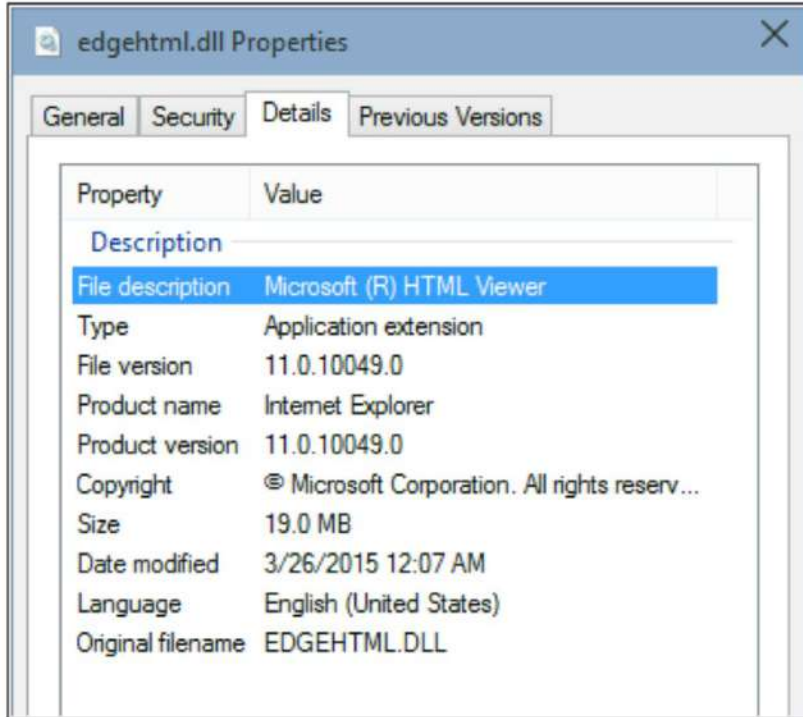 edgehtml.dll Properties
General Security Details Previous Versions
Property Value
Description
File description Microsoft (R) HTML Viewer
Type Application extension
File version 11.0.10049.0
Product name Internet Explorer
Product version 11.0.10049.0
Copyright © Microsoft Corporation. All rights reserv...
Size 19.0 MB
Date modified 3/26/2015 12:07 AM
Language English (United States)
Original filename EDGEHTML.DLL